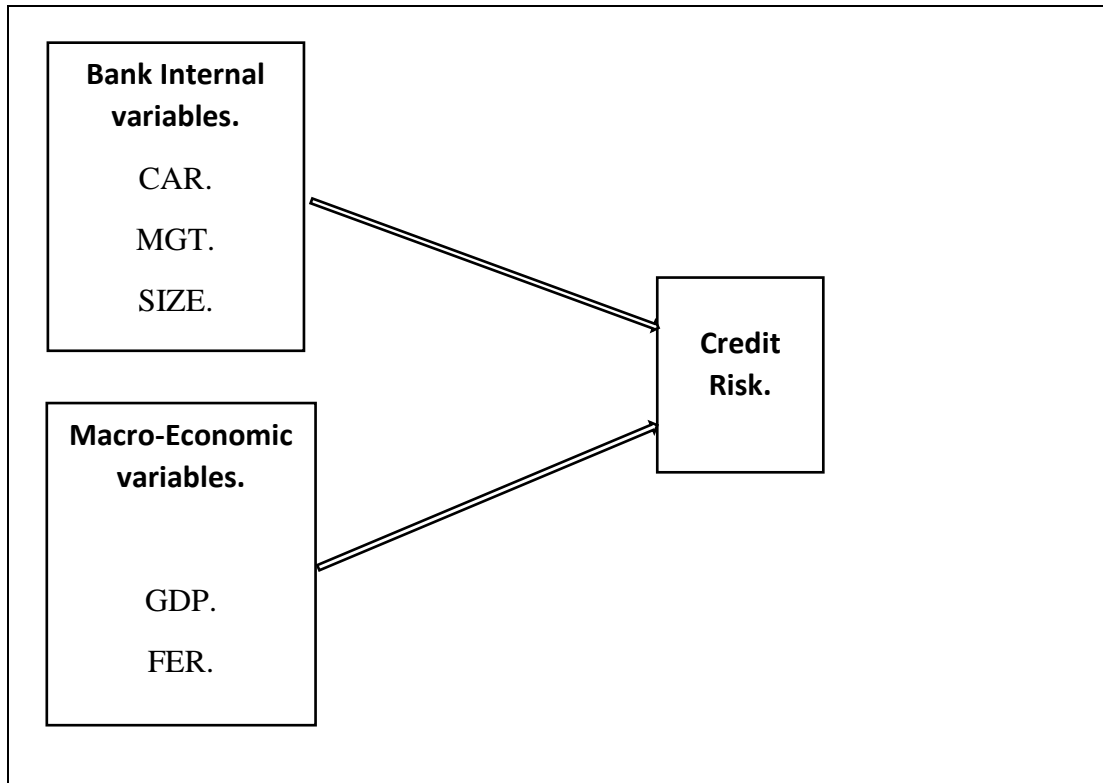 Bank Internal
variables.
CAR.
MGT.
SIZE.
Credit
Risk.
Macro-Economic
variables.
GDP.
FER.